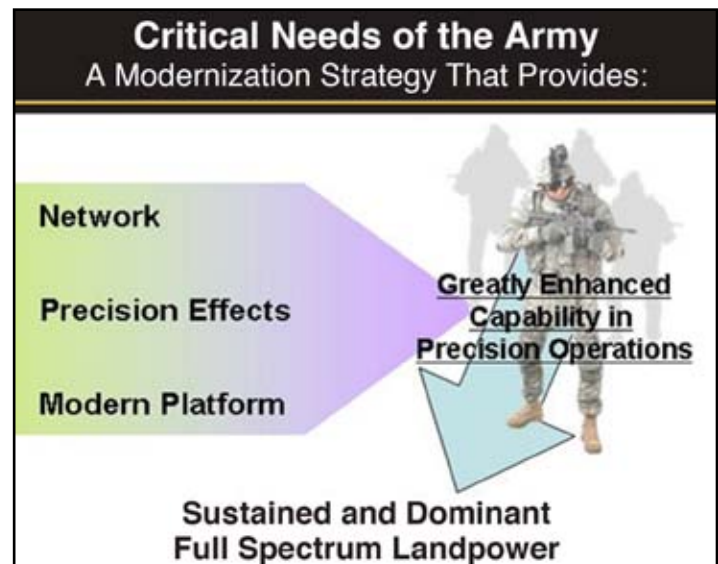 Critical Needs of the Army
A Modernization Strategy That Provides:
Network
Precision Effects
Modern Platform
Greatly Enhanced
Capability in
Precision Operations
Sustained and Dominant
Full Spectrum Landpower